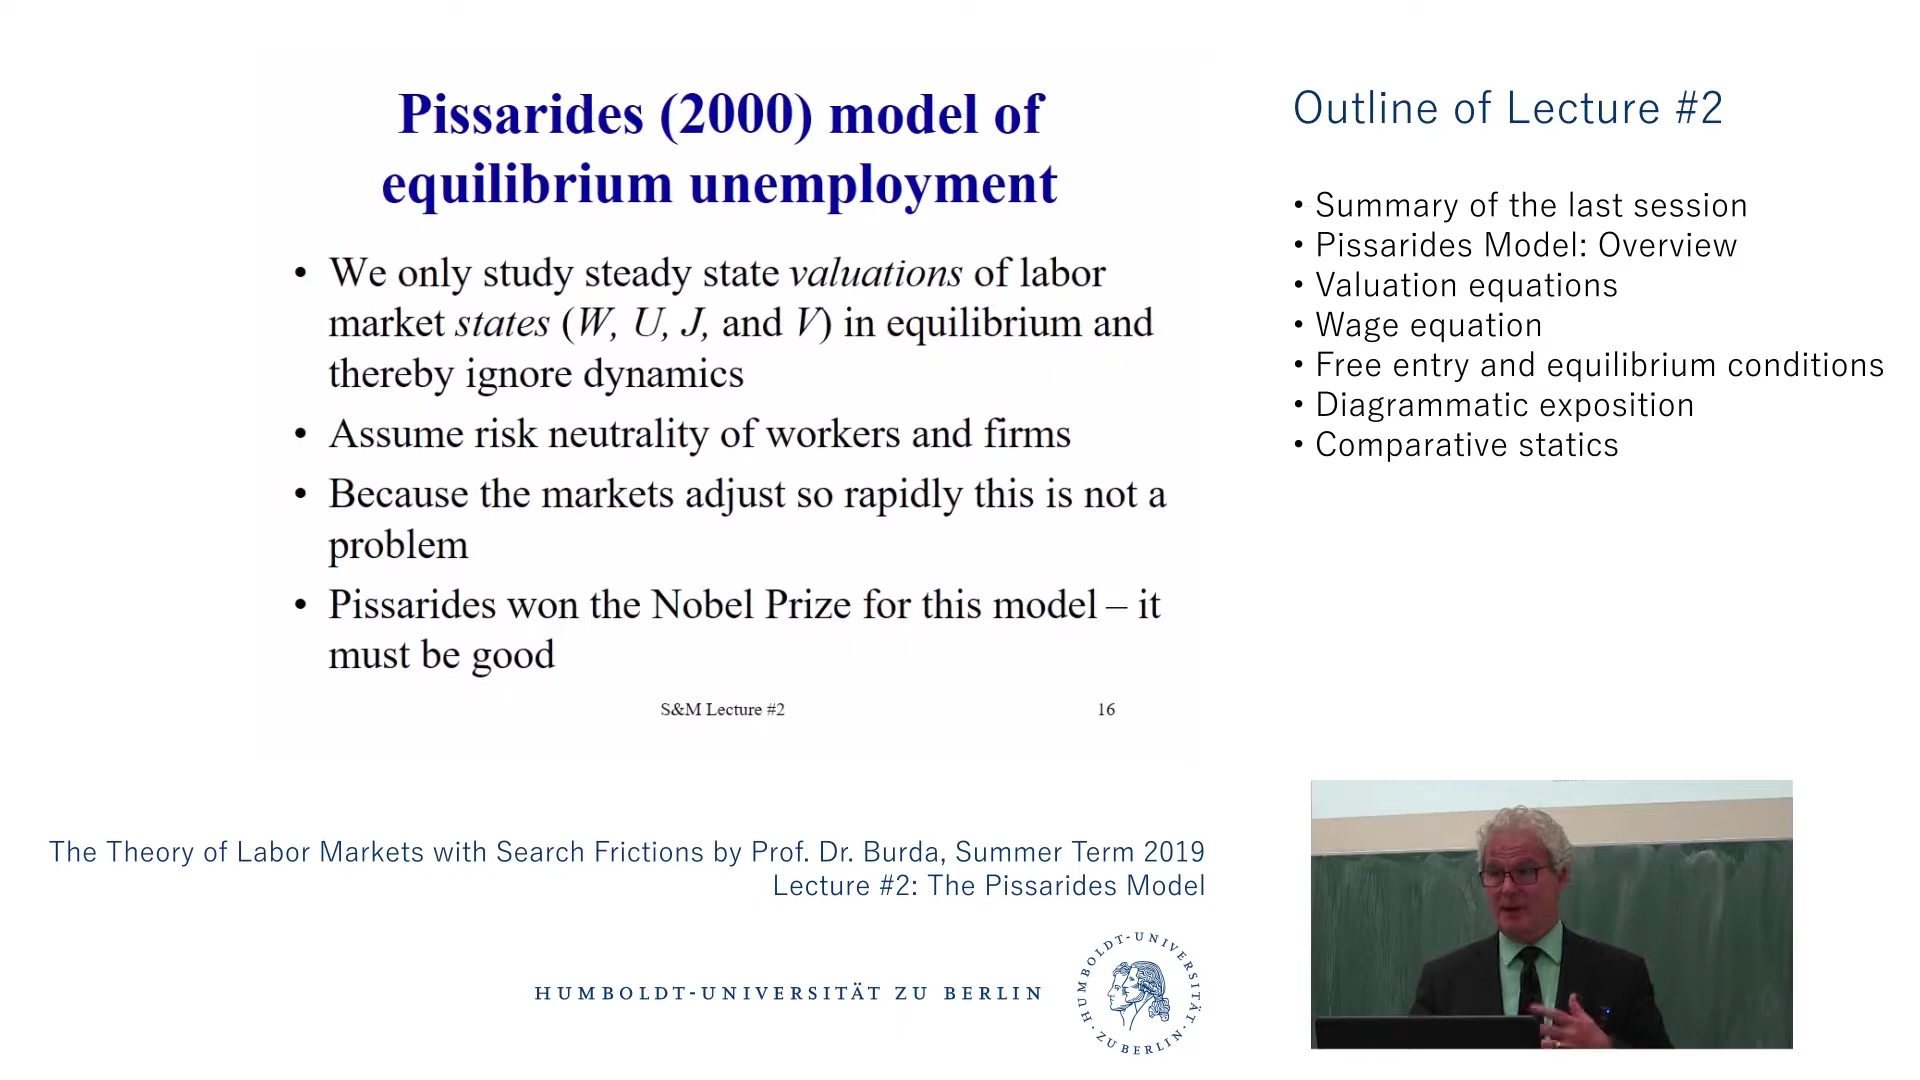 Pissarides (2000) model of
equilibrium unemployment
• We only study steady state valuations of labor
market states (W, U, J, and V) in equilibrium and
thereby ignore dynamics
• Assume risk neutrality of workers and firms
• Because the markets adjust so rapidly this is not a
problem
• Pissarides won the Nobel Prize for this model – it
must be good
S&M Lecture #2
16
Outline of Lecture #2
• Summary of the last session
• Pissarides Model: Overview
• Valuation equations
• Wage equation
• Free entry and equilibrium conditions
• Diagrammatic exposition
• Comparative statics
The Theory of Labor Markets with Search Frictions by Prof. Dr. Burda, Summer Term 2019
Lecture #2: The Pissarides Model
HUMBOLDT-UNIVERSITÄT ZU BERLIN
HUMBOLDT-UNIVERSITÄT · ZU BERLIN ·